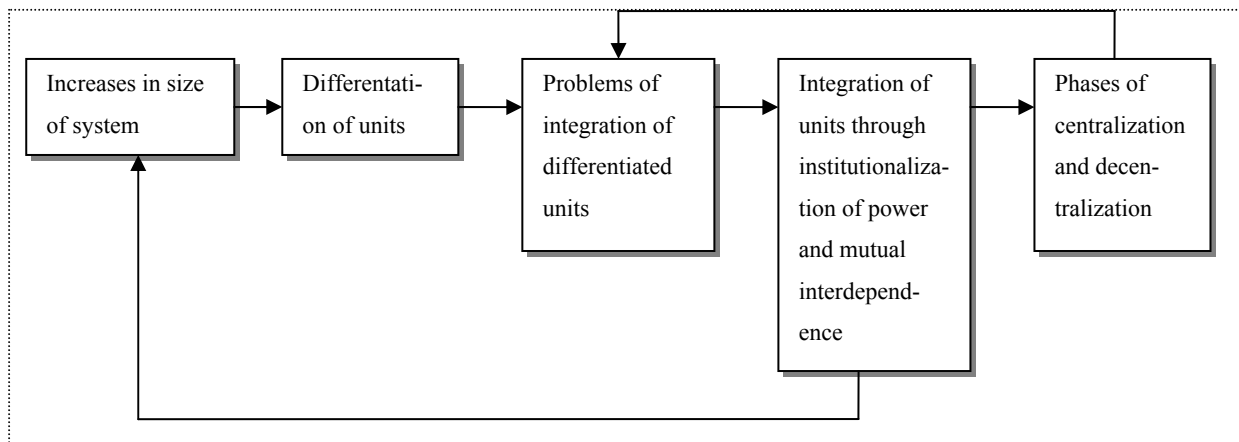 Increases in size
of system
Differentati-
on of units
Problems of
integration of
differentiated
units
Integration of
units through
institutionaliza-
tion of power
and mutual
interdepend-
ence
Phases of
centralization
and decen-
tralization